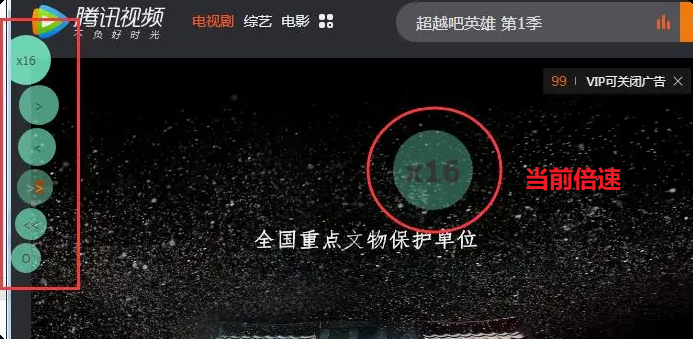 腾讯视频
不负好时光
电视剧 综艺 电影
超越吧英雄 第1季
99 VIP可关闭广告
x16
>
<
>>
<<
O
x16
当前倍速
全国重点文物保护单位